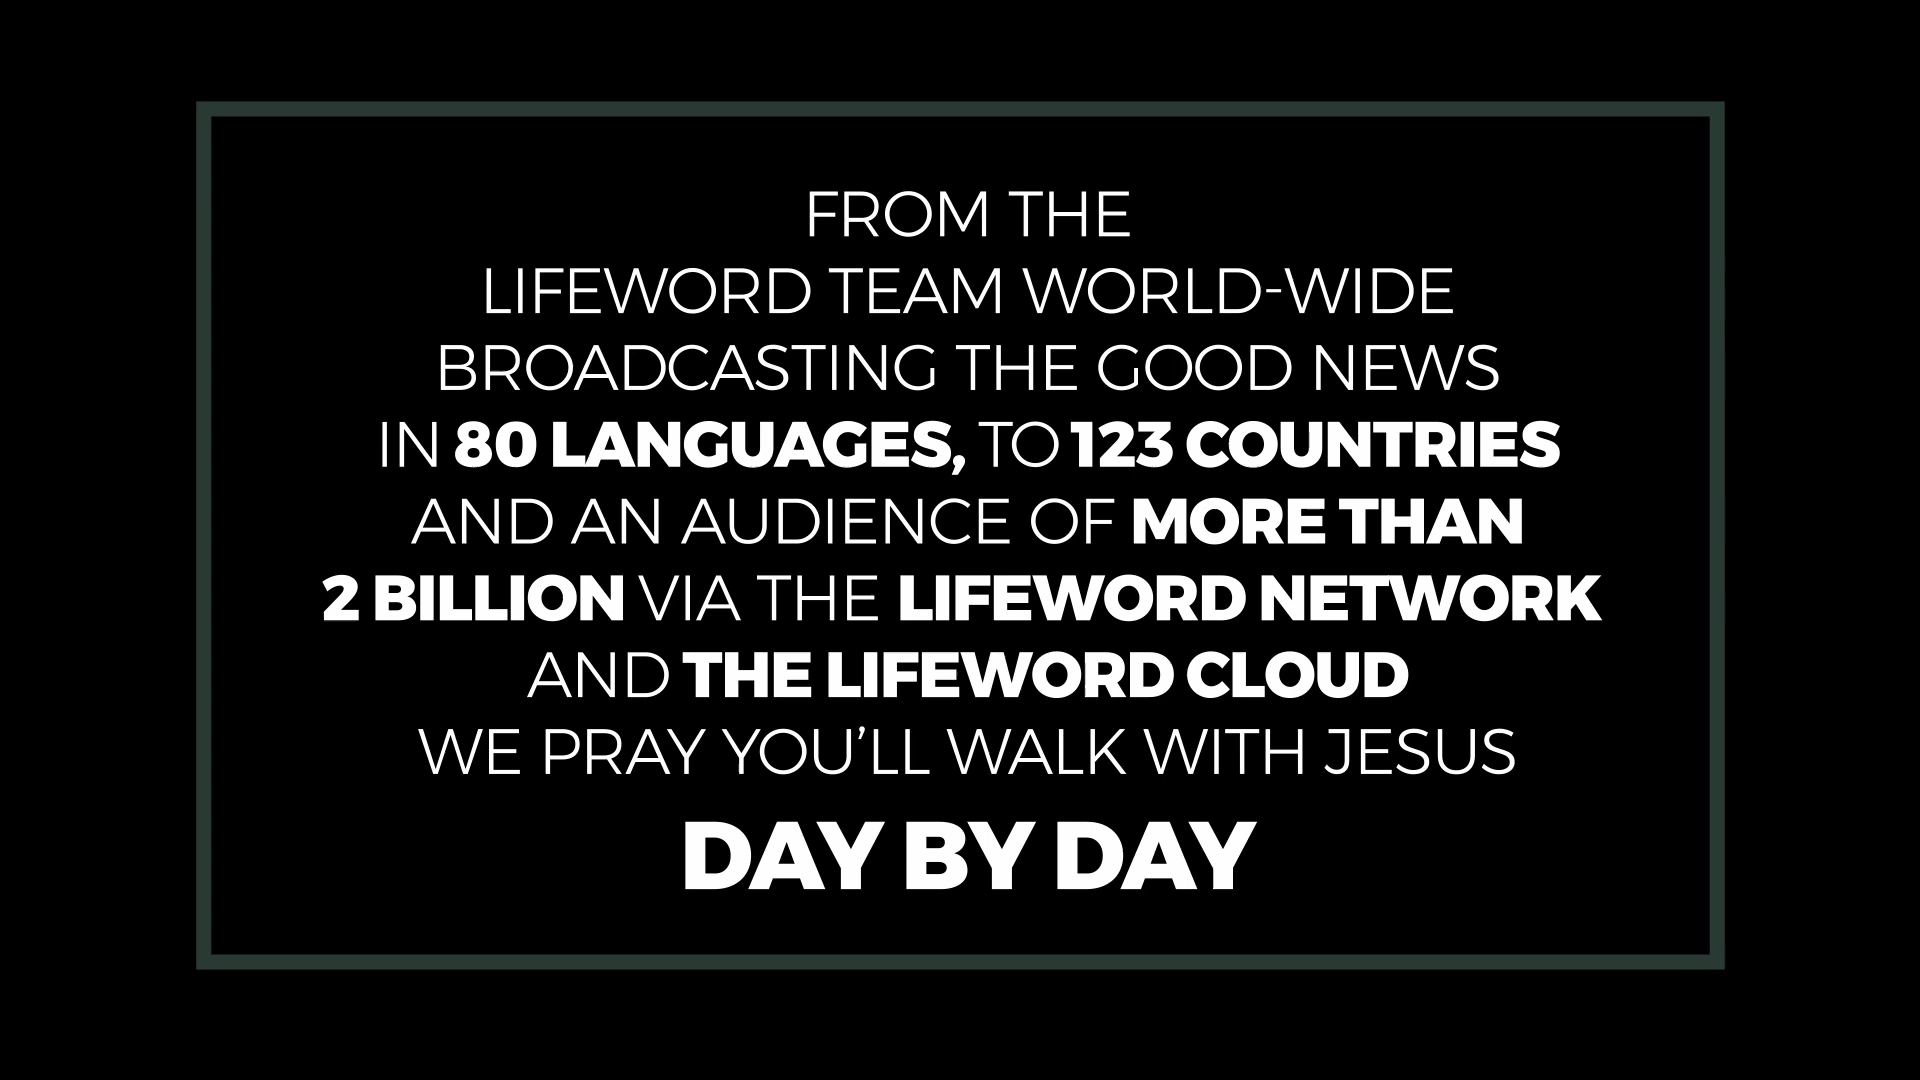 FROM THE
LIFEWORD TEAM WORLD-WIDE
BROADCASTING THE GOOD NEWS
IN 80 LANGUAGES, TO 123 COUNTRIES
AND AN AUDIENCE OF MORE THAN
2 BILLION VIA THE LIFEWORD NETWORK
AND THE LIFEWORD CLOUD
WE PRAY YOU’LL WALK WITH JESUS
DAY BY DAY